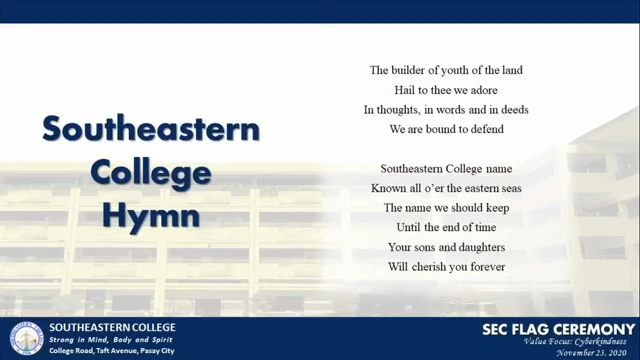 Southeastern
College
Hymn
The builder of youth of the land
Hail to thee we adore
In thoughts, in words and in deeds
We are bound to defend
Southeastern College name
Known all o'er the eastern seas
The name we should keep
Until the end of time
Your sons and daughters
Will cherish you forever
SOUTHEASTERN COLLEGE
Strong in Mind, Body and Spirit
College Road, Taft Avenue, Pasay City
SEC FLAG CEREMONY
Value Focus: Cyberkindness
November 23, 2020